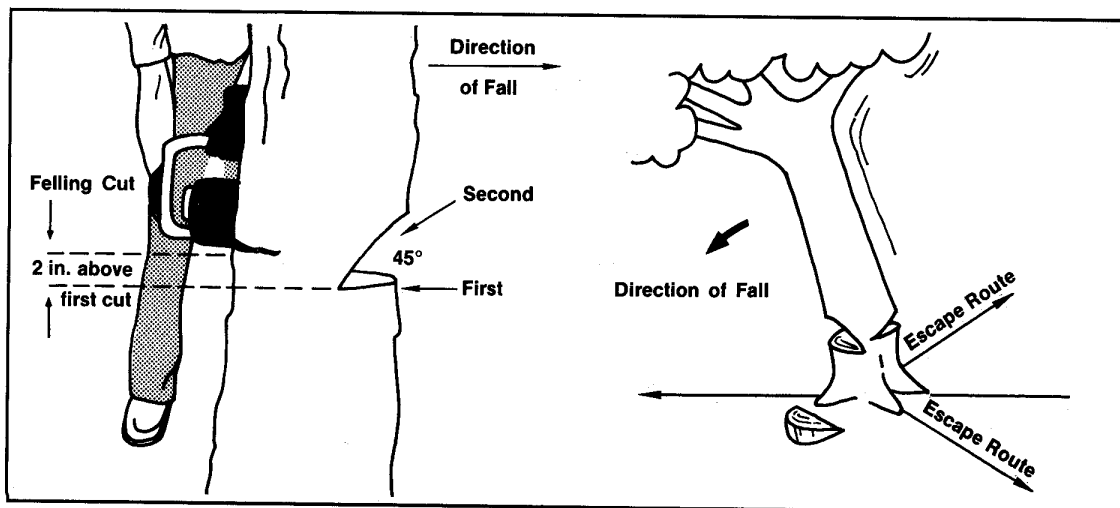 Direction
of Fall
Felling Cut
2 in. above
first cut
Second
45°
First
Direction of Fall
Escape Route
Escape Route